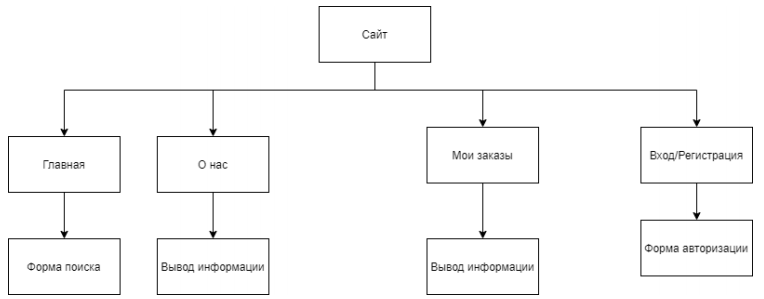 Сайт
Главная
О нас
Мои заказы
Вход/Регистрация
Форма поиска
Вывод информации
Вывод информации
Форма авторизации